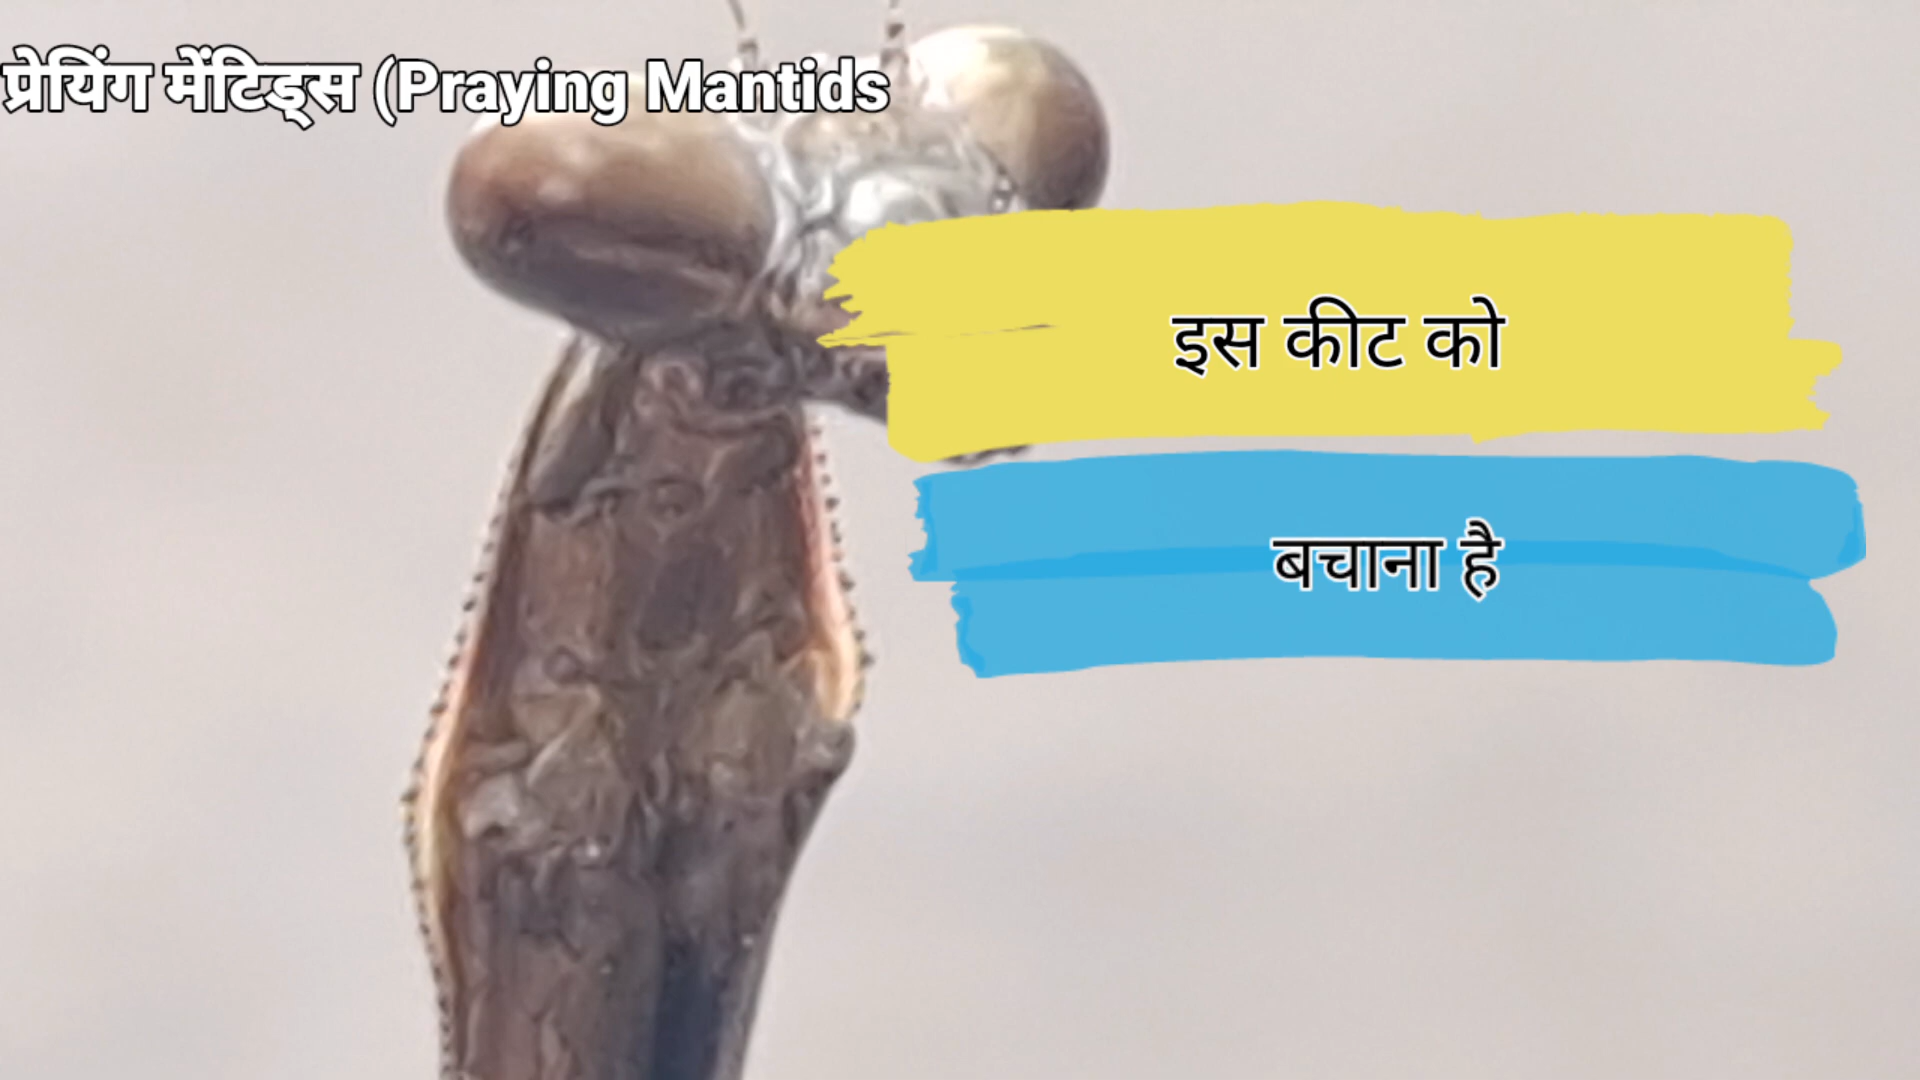 प्रेयिंग मेंटिड्स (Praying Mantids
इस कीट को
बचाना है